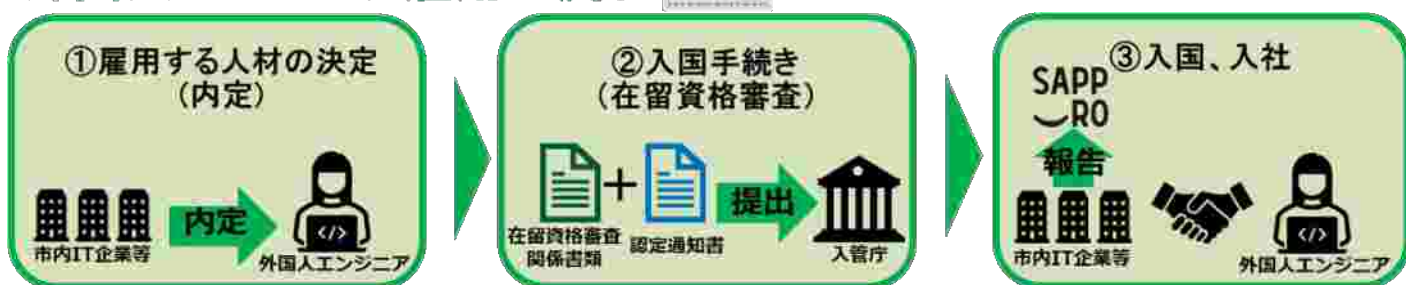 ①雇用する人材の決定
(内定)
内定
市内IT企業等
外国人エンジニア
②入国手続き
(在留資格審査)
提出
在留資格審査
関係書類
認定通知書
入管庁
③入国、入社
SAPP
RO
報告
市内IT企業等
外国人エンジニア